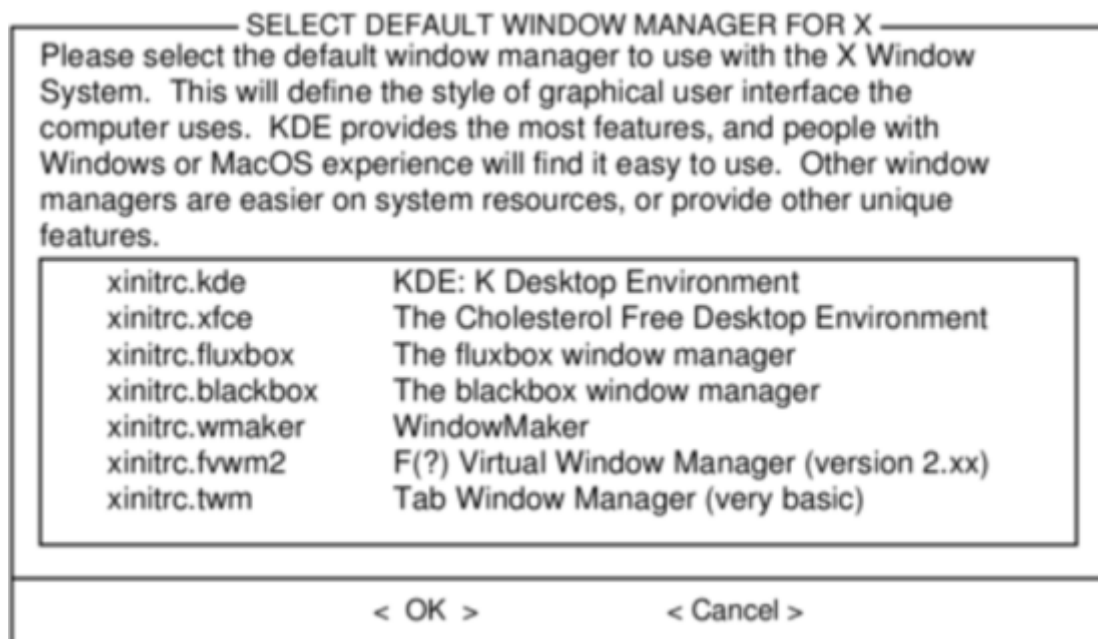 SELECT DEFAULT WINDOW MANAGER FOR X
Please select the default window manager to use with the X Window
System.  This will define the style of graphical user interface the
computer uses.  KDE provides the most features, and people with
Windows or MacOS experience will find it easy to use.  Other window
managers are easier on system resources, or provide other unique
features.
xinitrc.kde KDE: K Desktop Environment
xinitrc.xfce The Cholesterol Free Desktop Environment
xinitrc.fluxbox The fluxbox window manager
xinitrc.blackbox The blackbox window manager
xinitrc.wmaker WindowMaker
xinitrc.fvwm2 F(?) Virtual Window Manager (version 2.xx)
xinitrc.twm Tab Window Manager (very basic)
< OK > < Cancel >